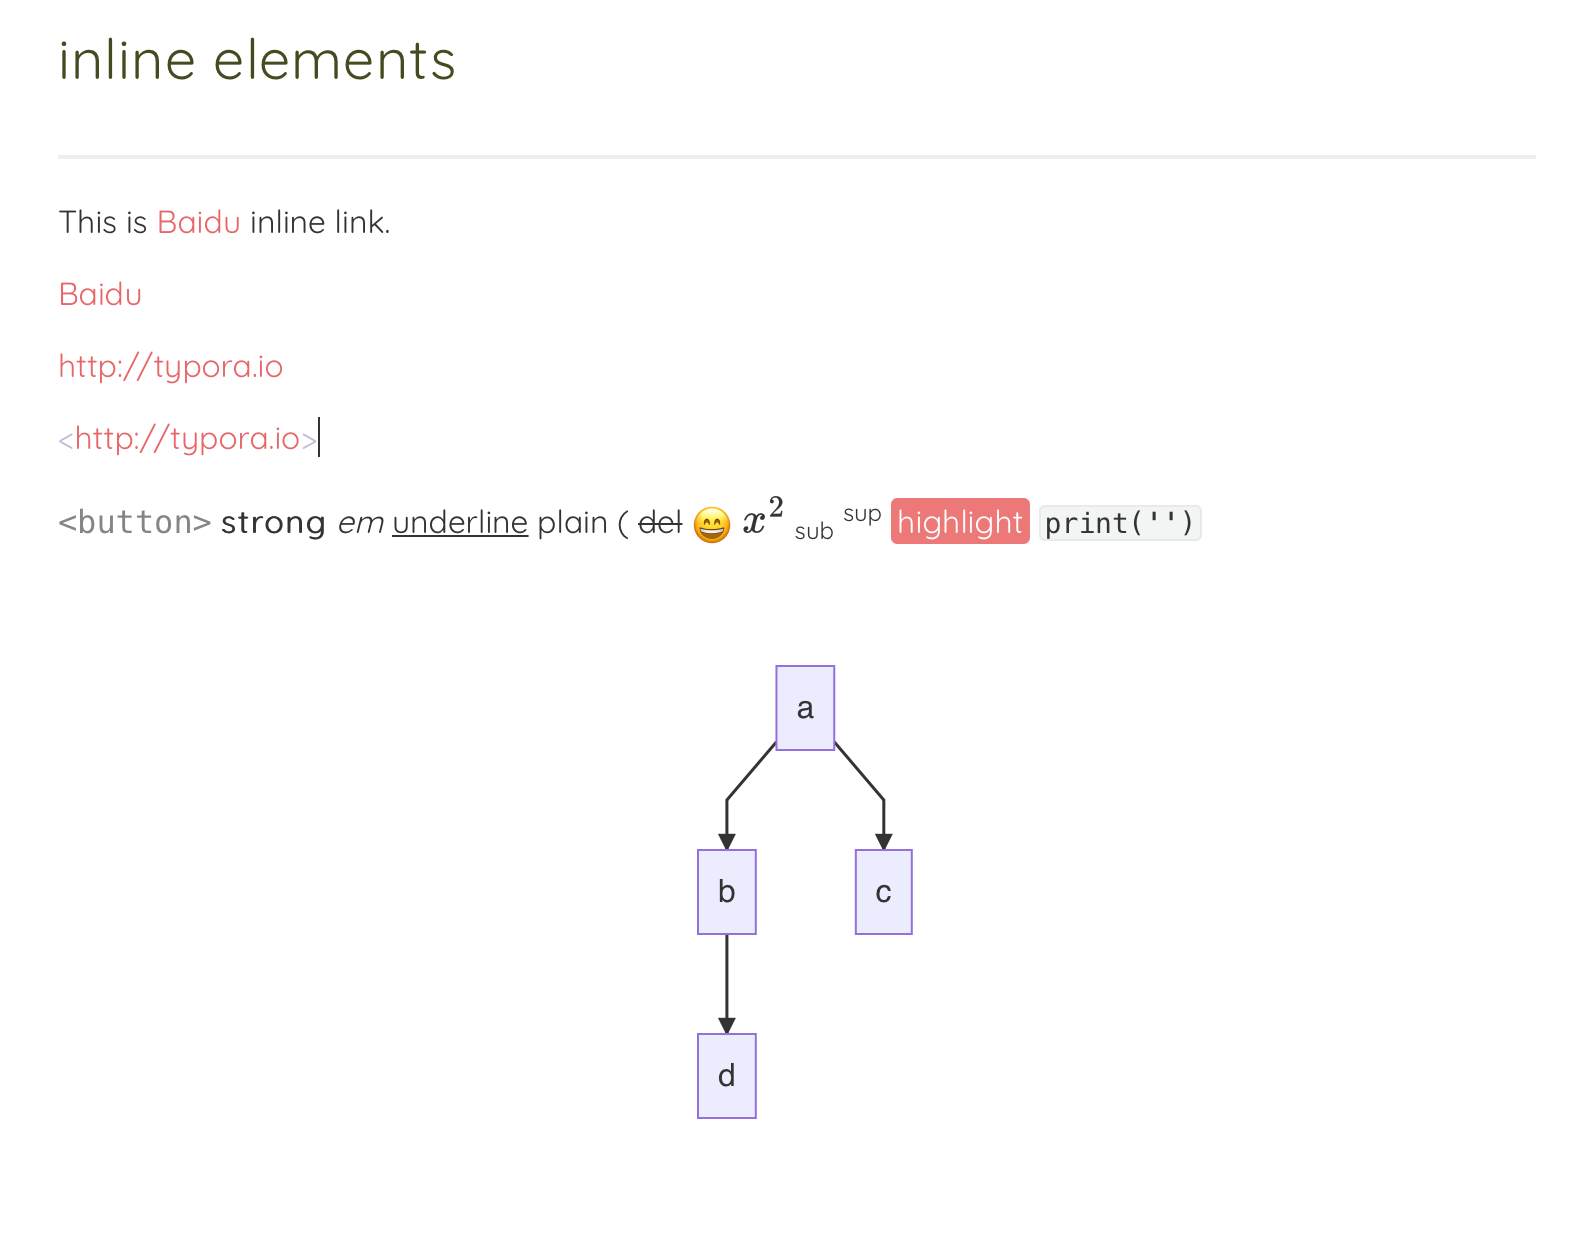 inline elements
This is Baidu inline link.
Baidu
http://typora.io
<http://typora.io>
<button> strong em underline plain ( del 😄 x² sub sup highlight print('')
a
b c
d